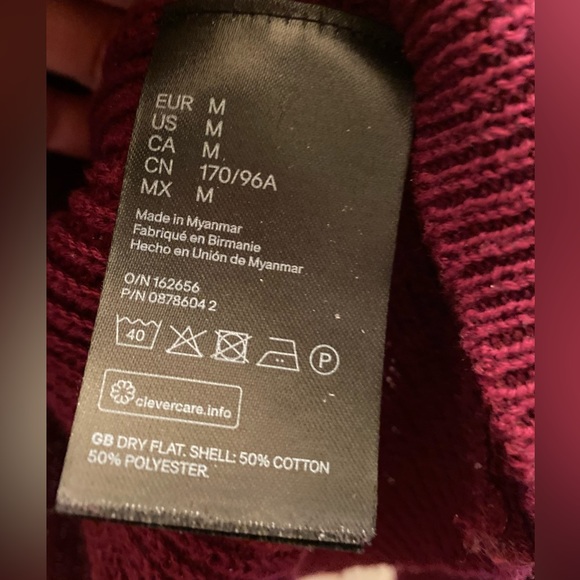 EUR M
US M
CA M
CN 170/96A
MX M
Made in Myanmar
Fabriqué en Birmanie
Hecho en Unión de Myanmar
O/N 162656
P/N 0878604 2
40 P
clevercare.info
GB DRY FLAT. SHELL: 50% COTTON
50% POLYESTER.